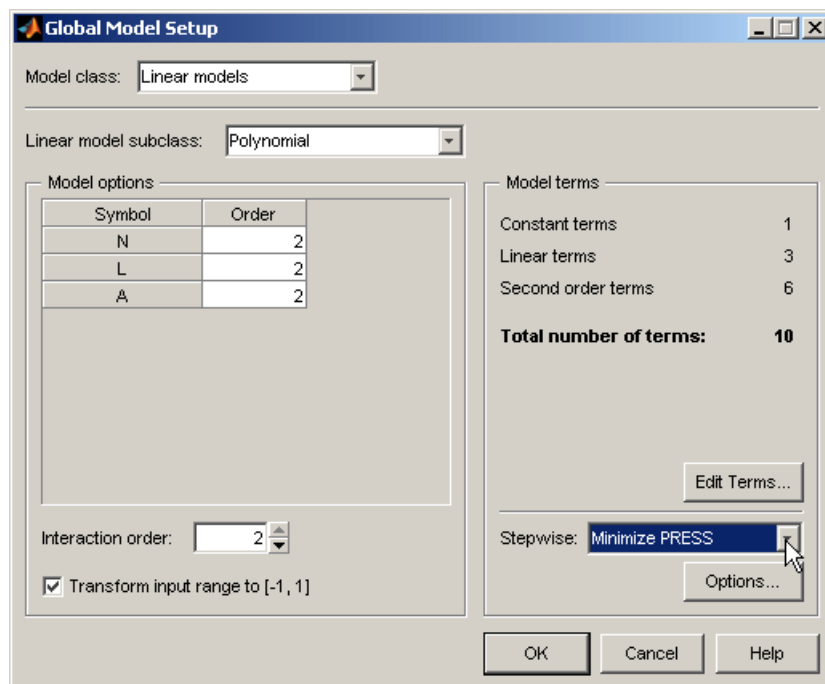 Global Model Setup
Model class: Linear models
Linear model subclass: Polynomial
Model options
Symbol Order
N 2
L 2
A 2
Interaction order: 2
Transform input range to [-1, 1]
Model terms
Constant terms 1
Linear terms 3
Second order terms 6
Total number of terms: 10
Edit Terms...
Stepwise: Minimize PRESS
Options...
OK Cancel Help